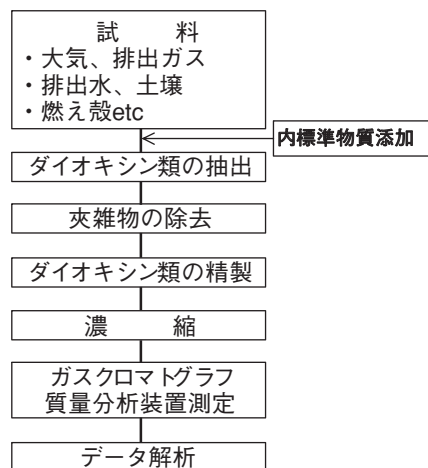 試　　料
・大気、排出ガス
・排出水、土壌
・燃え殻etc
内標準物質添加
ダイオキシン類の抽出
夾雑物の除去
ダイオキシン類の精製
濃　　縮
ガスクロマトグラフ
質量分析装置測定
データ解析